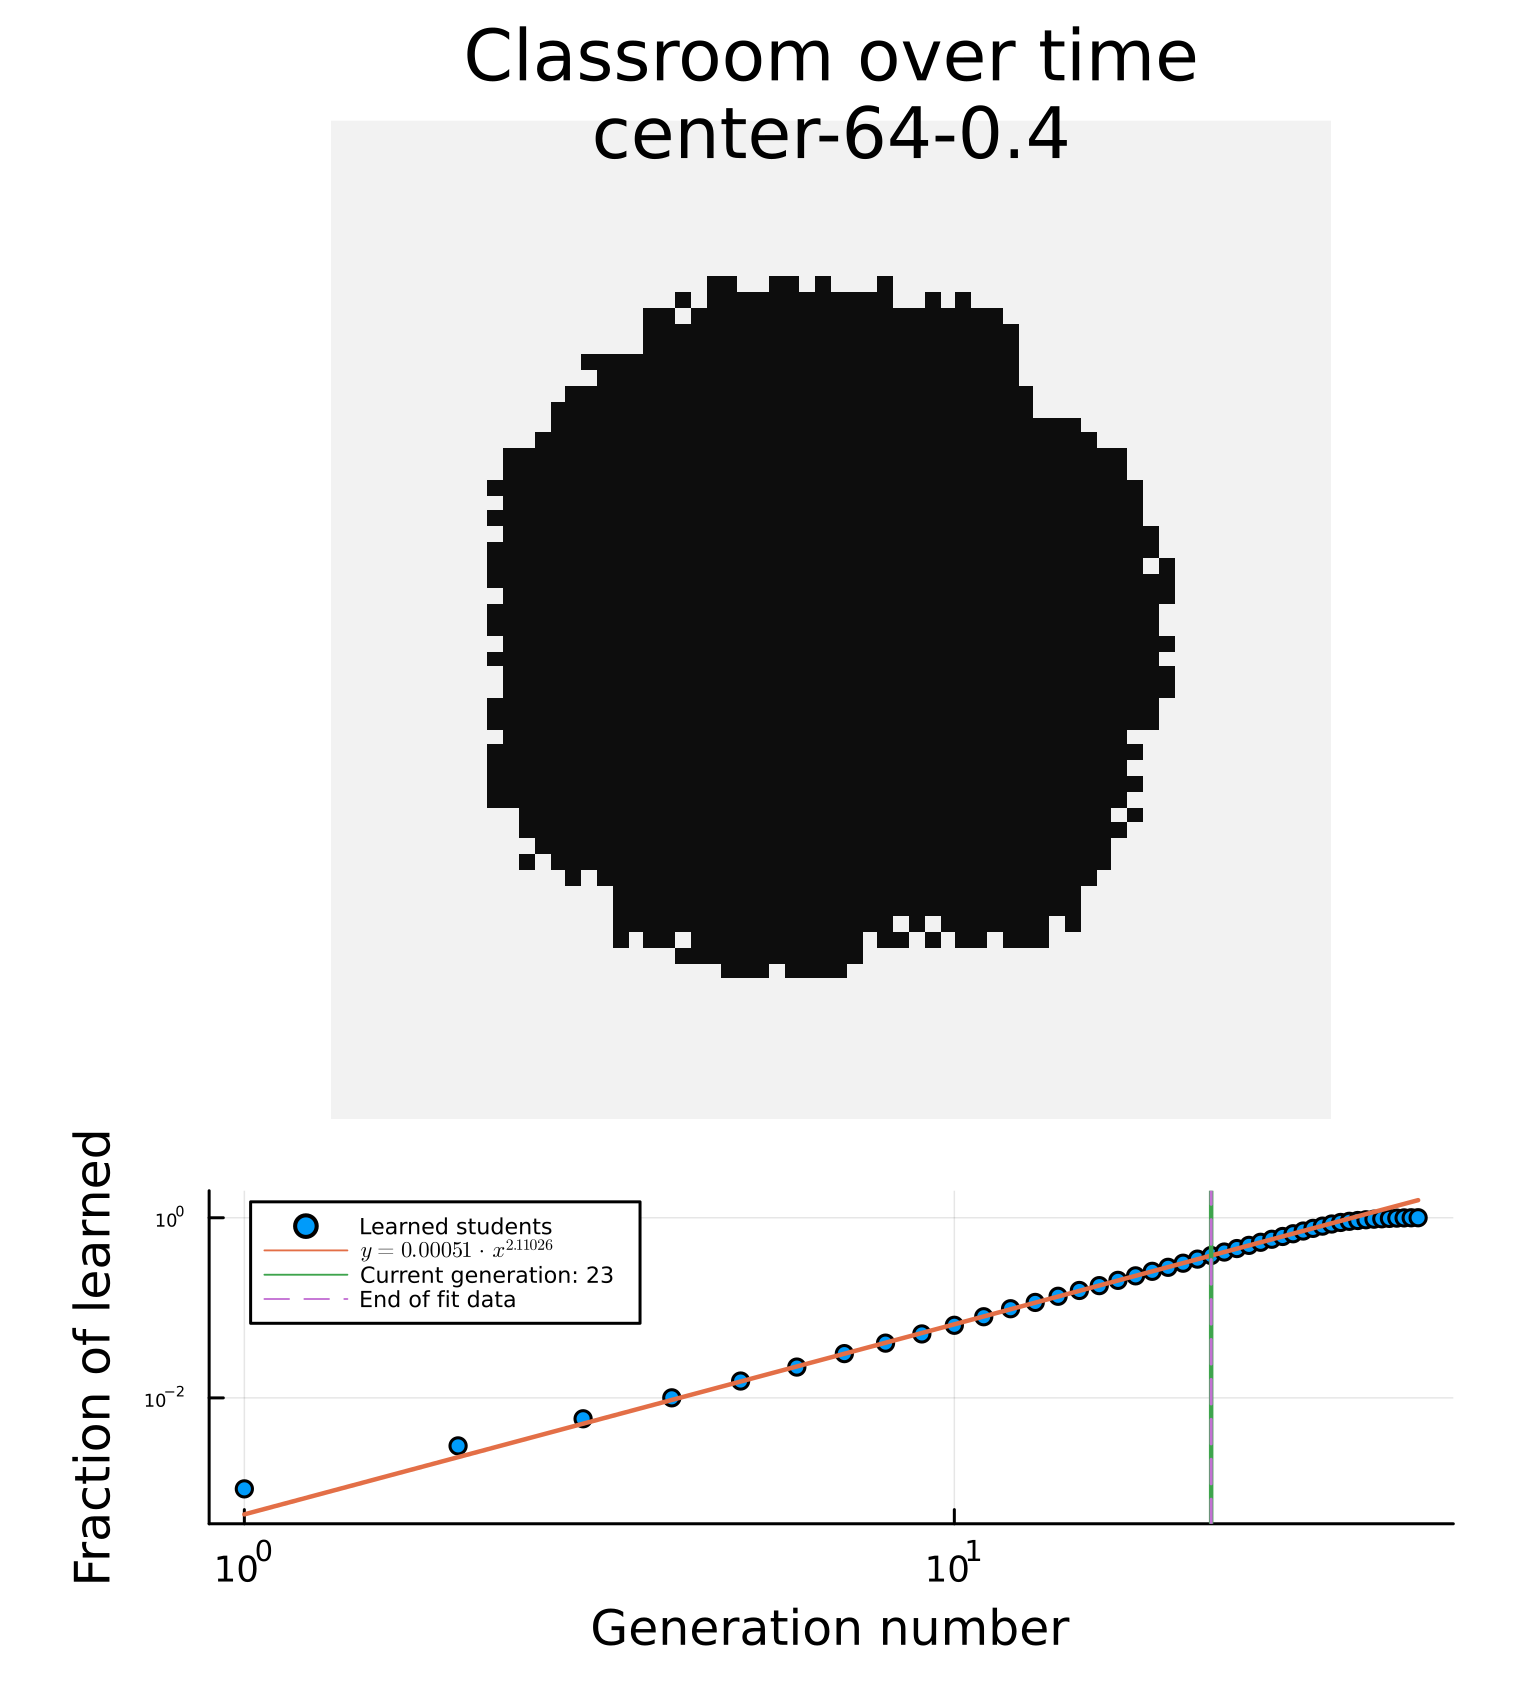 Classroom over time
center-64-0.4
Fraction of learned
10⁰
10⁻²
Learned students
y = 0.00051 · x^2.11026
Current generation: 23
End of fit data
10⁰
10¹
Generation number